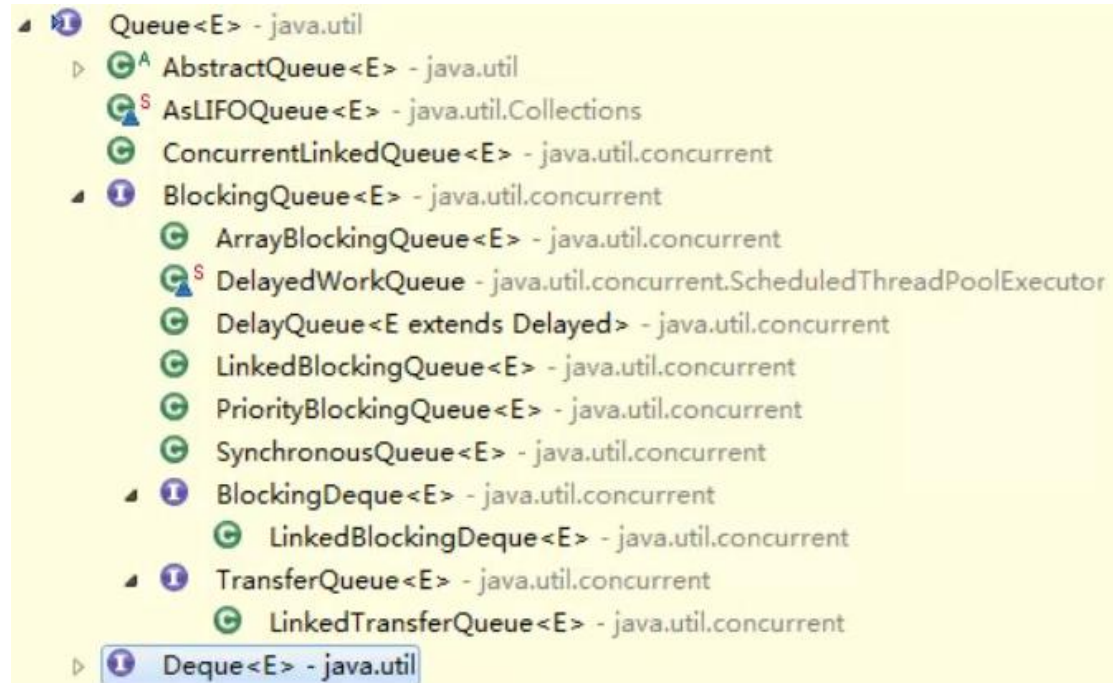 Queue<E> - java.util
AbstractQueue<E> - java.util
AsLIFOQueue<E> - java.util.Collections
ConcurrentLinkedQueue<E> - java.util.concurrent
BlockingQueue<E> - java.util.concurrent
ArrayBlockingQueue<E> - java.util.concurrent
DelayedWorkQueue - java.util.concurrent.ScheduledThreadPoolExecutor
DelayQueue<E extends Delayed> - java.util.concurrent
LinkedBlockingQueue<E> - java.util.concurrent
PriorityBlockingQueue<E> - java.util.concurrent
SynchronousQueue<E> - java.util.concurrent
BlockingDeque<E> - java.util.concurrent
LinkedBlockingDeque<E> - java.util.concurrent
TransferQueue<E> - java.util.concurrent
LinkedTransferQueue<E> - java.util.concurrent
Deque<E> - java.util